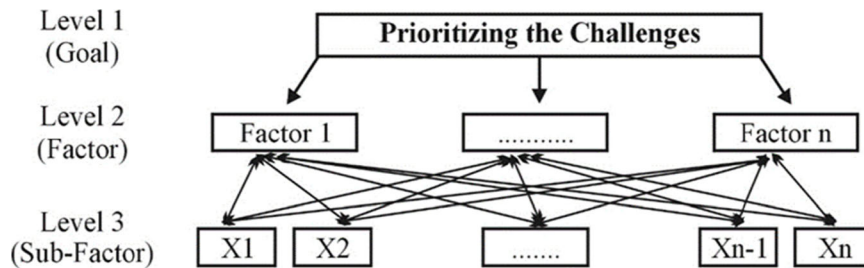 Level 1
(Goal)
Prioritizing the Challenges
Level 2
(Factor)
Factor 1
...........
Factor n
Level 3
(Sub-Factor)
X1
X2
.......
Xn-1
Xn